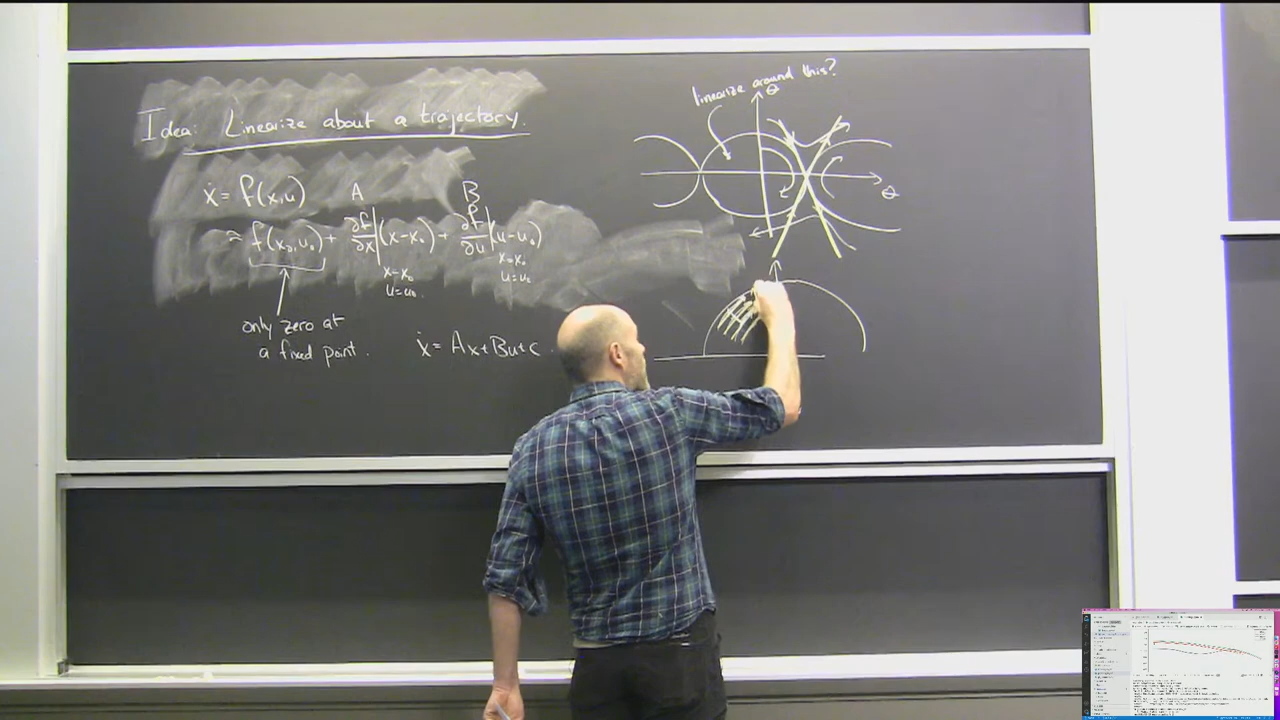 Idea: Linearize about a trajectory.
ẋ = f(x,u) A B
≈ f(x₀,u₀) + ∂f/∂x|(x-x₀) + ∂f/∂u|(u-u₀)
x=x₀ x=x₀
u=u₀ u=u₀
only zero at
a fixed point.
ẋ = Ax+Bu+c
linearize around this?
θ̇
θ